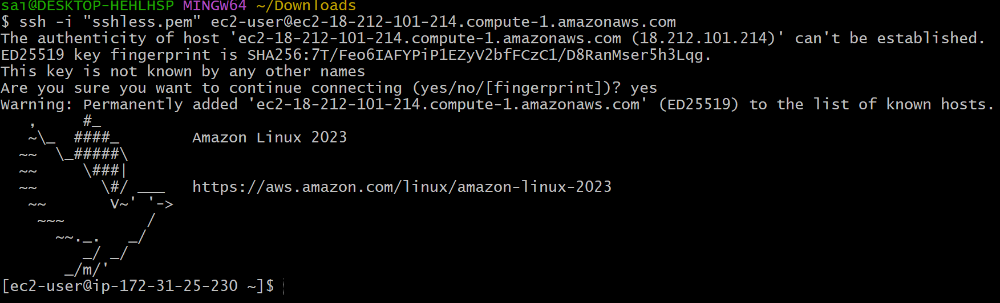 sai@DESKTOP-HEHLHSP MINGW64 ~/Downloads
$ ssh -i "sshless.pem" ec2-user@ec2-18-212-101-214.compute-1.amazonaws.com
The authenticity of host 'ec2-18-212-101-214.compute-1.amazonaws.com (18.212.101.214)' can't be established.
ED25519 key fingerprint is SHA256:7T/Feo6IAFYPiP1EZyV2bfFCzC1/D8RanMser5h3Lqg.
This key is not known by any other names
Are you sure you want to continue connecting (yes/no/[fingerprint])? yes
Warning: Permanently added 'ec2-18-212-101-214.compute-1.amazonaws.com' (ED25519) to the list of known hosts.
   ,     #_
   ~\_  ####_        Amazon Linux 2023
  ~~  \_#####\
  ~~     \###|
  ~~       \#/ ___   https://aws.amazon.com/linux/amazon-linux-2023
   ~~       V~' '->
    ~~~         /
      ~~._.   _/
         _/ _/
       _/m/'
[ec2-user@ip-172-31-25-230 ~]$